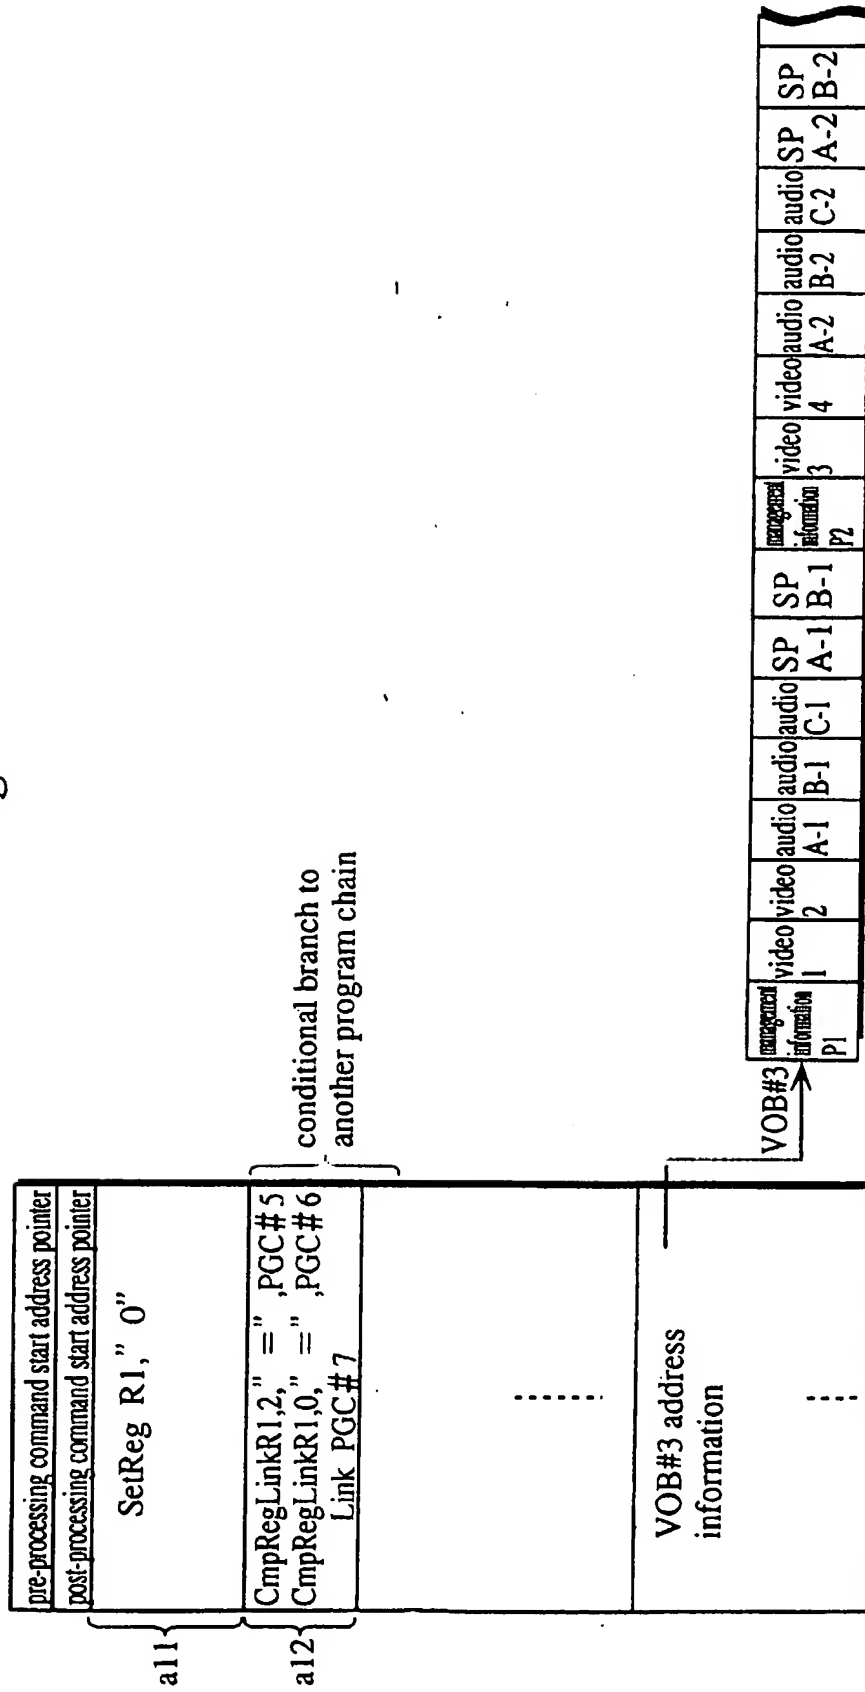 pre-processing command start address pointer
post-processing command start address pointer
a11
SetReg R1," 0"
a12
CmpRegLinkR1,2," =" ,PGC#5
CmpRegLinkR1,0," =" ,PGC#6
Link PGC#7
conditional branch to
another program chain
VOB#3 address
information
VOB#3
management
information
P1
video
1
video
2
audio
A-1
audio
B-1
audio
C-1
SP
A-1
SP
B-1
management
information
P2
video
3
video
4
audio
A-2
audio
B-2
audio
C-2
SP
A-2
SP
B-2